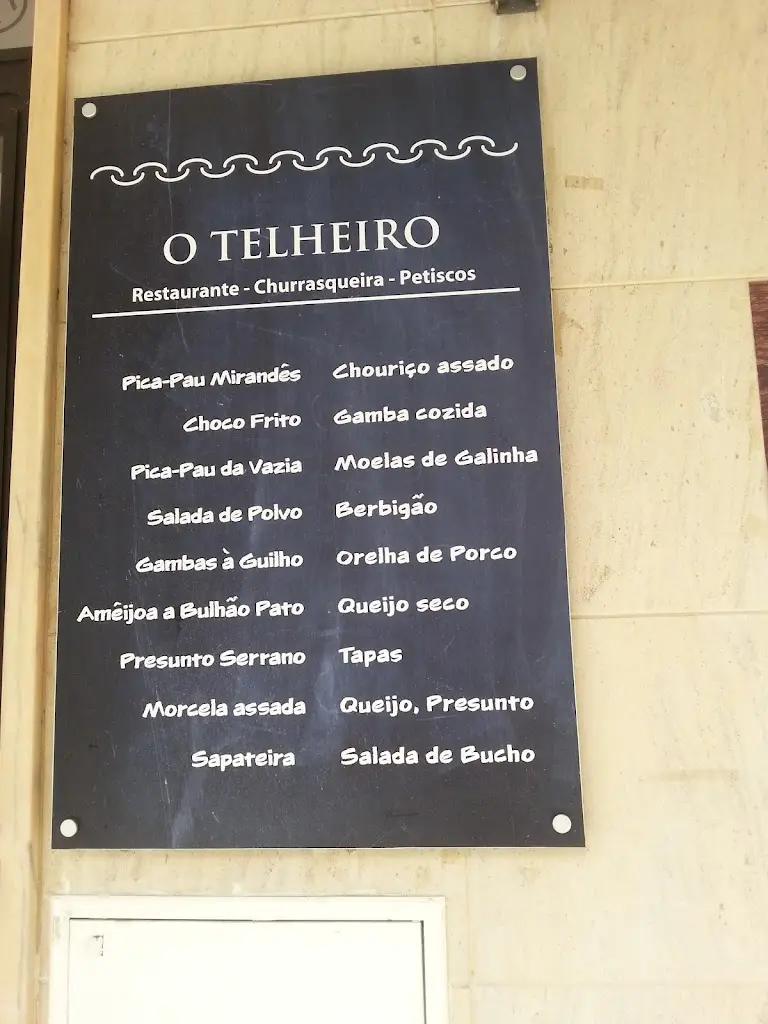 O TELHEIRO
Restaurante - Churrasqueira - Petiscos
Pica-Pau Mirandês
Choco Frito
Pica-Pau da Vazia
Salada de Polvo
Gambas à Guilho
Amêijoa a Bulhão Pato
Presunto Serrano
Morcela assada
Sapateira
Chouriço assado
Gamba cozida
Moelas de Galinha
Berbigão
Orelha de Porco
Queijo seco
Tapas
Queijo, Presunto
Salada de Bucho